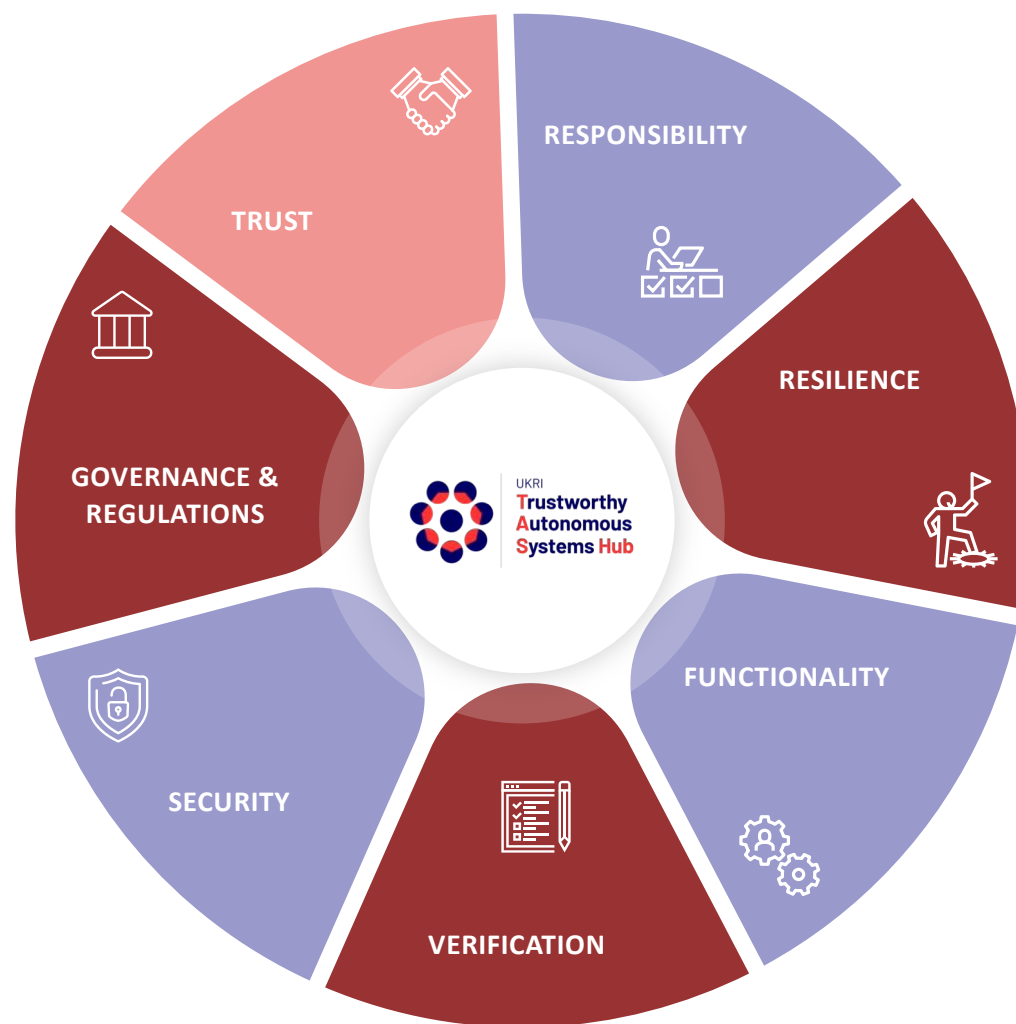 TRUST
RESPONSIBILITY
RESILIENCE
FUNCTIONALITY
VERIFICATION
SECURITY
GOVERNANCE &
REGULATIONS
UKRI
Trustworthy
Autonomous
Systems Hub